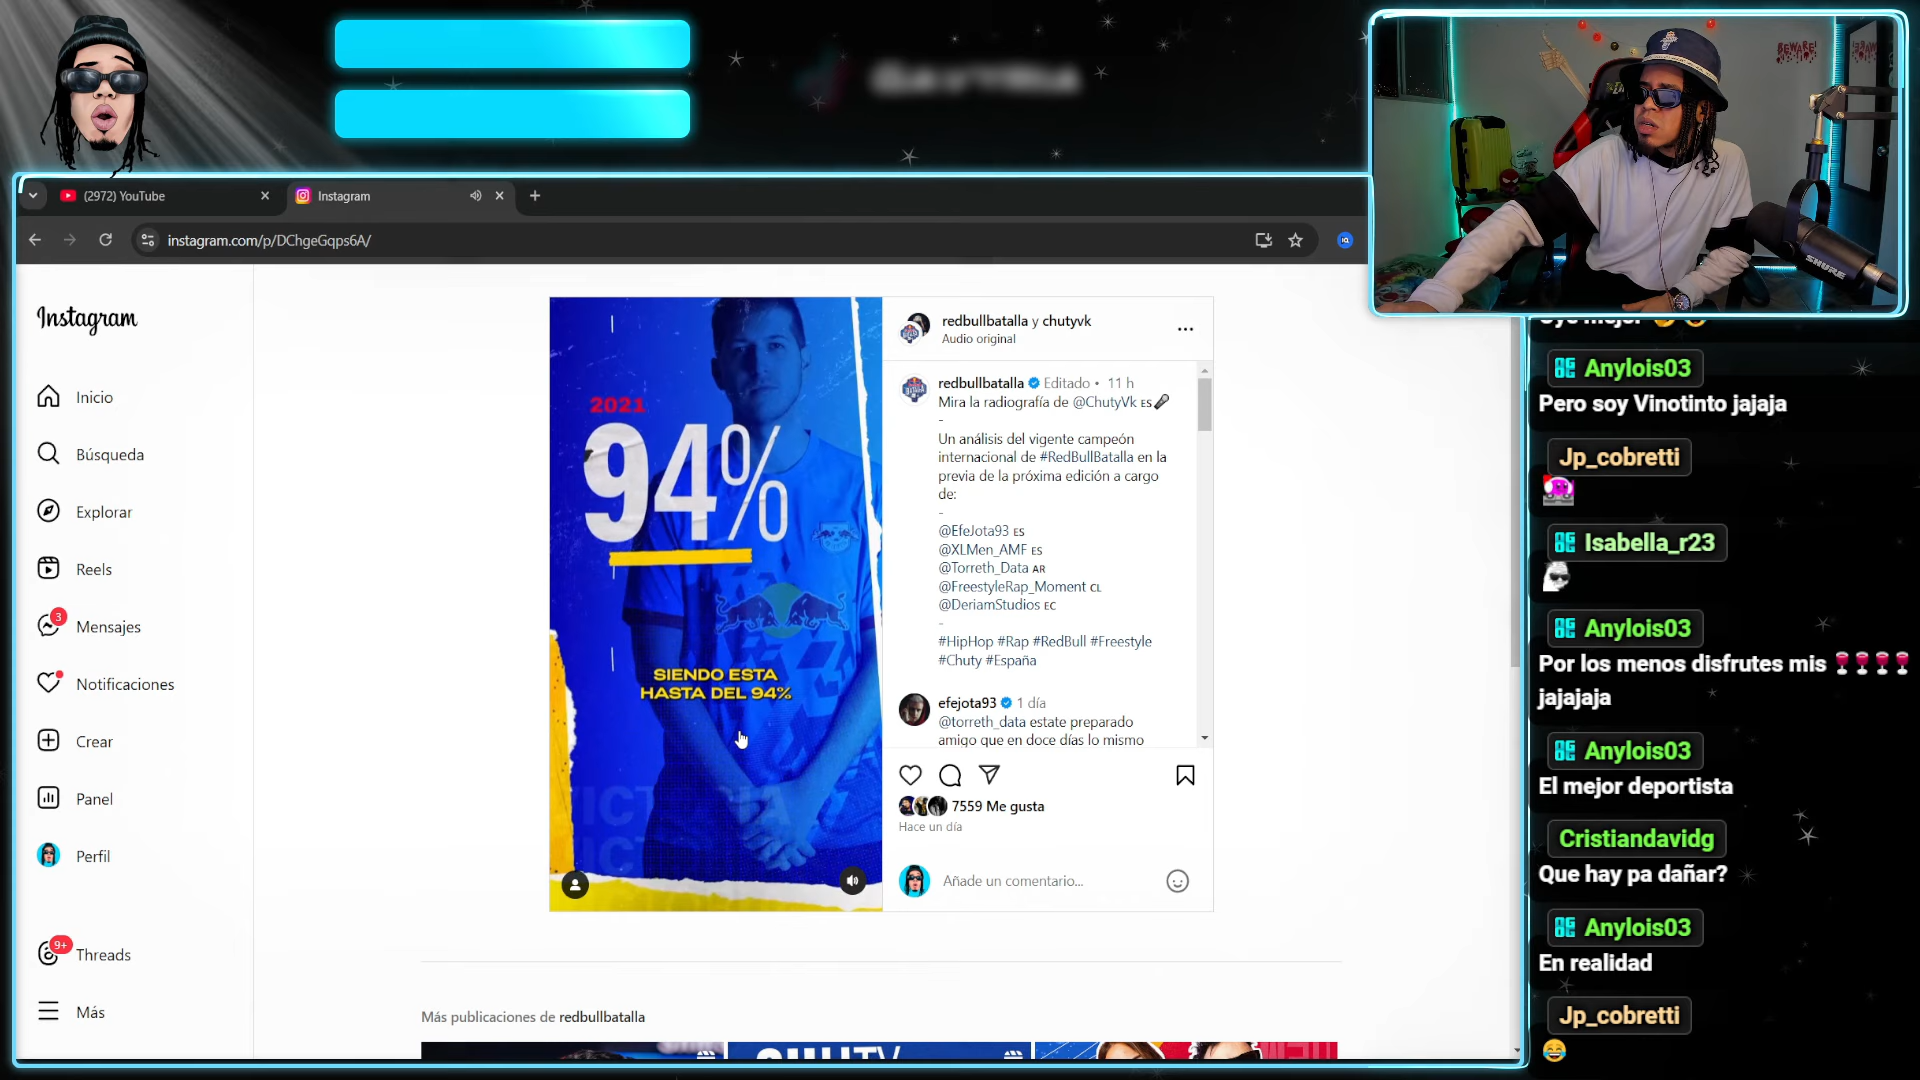 (2972) YouTube
Instagram
instagram.com/p/DChgeGqps6A/
Instagram
Inicio
Búsqueda
Explorar
Reels
3
Mensajes
Notificaciones
Crear
Panel
Perfil
9+
Threads
Más
2021
94%
SIENDO ESTA
HASTA DEL 94%
redbullbatalla y chutyvk
Audio original
redbullbatalla Editado • 11 h
Mira la radiografía de @ChutyVk ES🎤
-
Un análisis del vigente campeón
internacional de #RedBullBatalla en la
previa de la próxima edición a cargo
de:
-
@EfeJota93 ES
@XLMen_AMF ES
@Torreth_Data AR
@FreestyleRap_Moment CL
@DeriamStudios EC
-
#HipHop #Rap #RedBull #Freestyle
#Chuty #España
efejota93 1 día
@torreth_data estate preparado
amigo que en doce días lo mismo
7559 Me gusta
Hace un día
Añade un comentario...
Más publicaciones de redbullbatalla
BEWARE!
SHURE
Anylois03
Pero soy Vinotinto jajaja
Jp_cobretti
Isabella_r23
Anylois03
Por los menos disfrutes mis 🍷🍷🍷🍷
jajajaja
Anylois03
El mejor deportista
Cristiandavidg
Que hay pa dañar?
Anylois03
En realidad
Jp_cobretti
😂